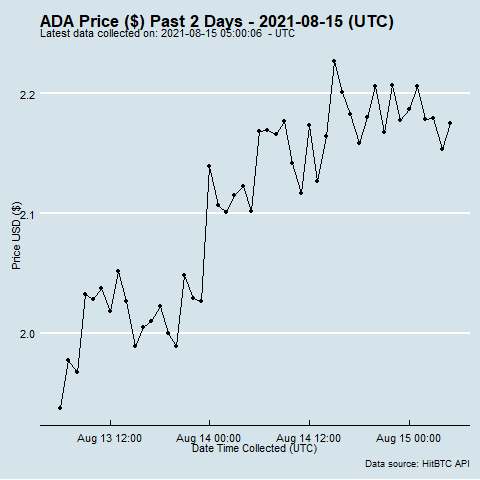 ADA Price ($) Past 2 Days - 2021-08-15 (UTC)
Latest data collected on: 2021-08-15 05:00:06 - UTC
2.2
2.1
2.0
Price USD ($)
Aug 13 12:00 Aug 14 00:00 Aug 14 12:00 Aug 15 00:00
Date Time Collected (UTC)
Data source: HitBTC API